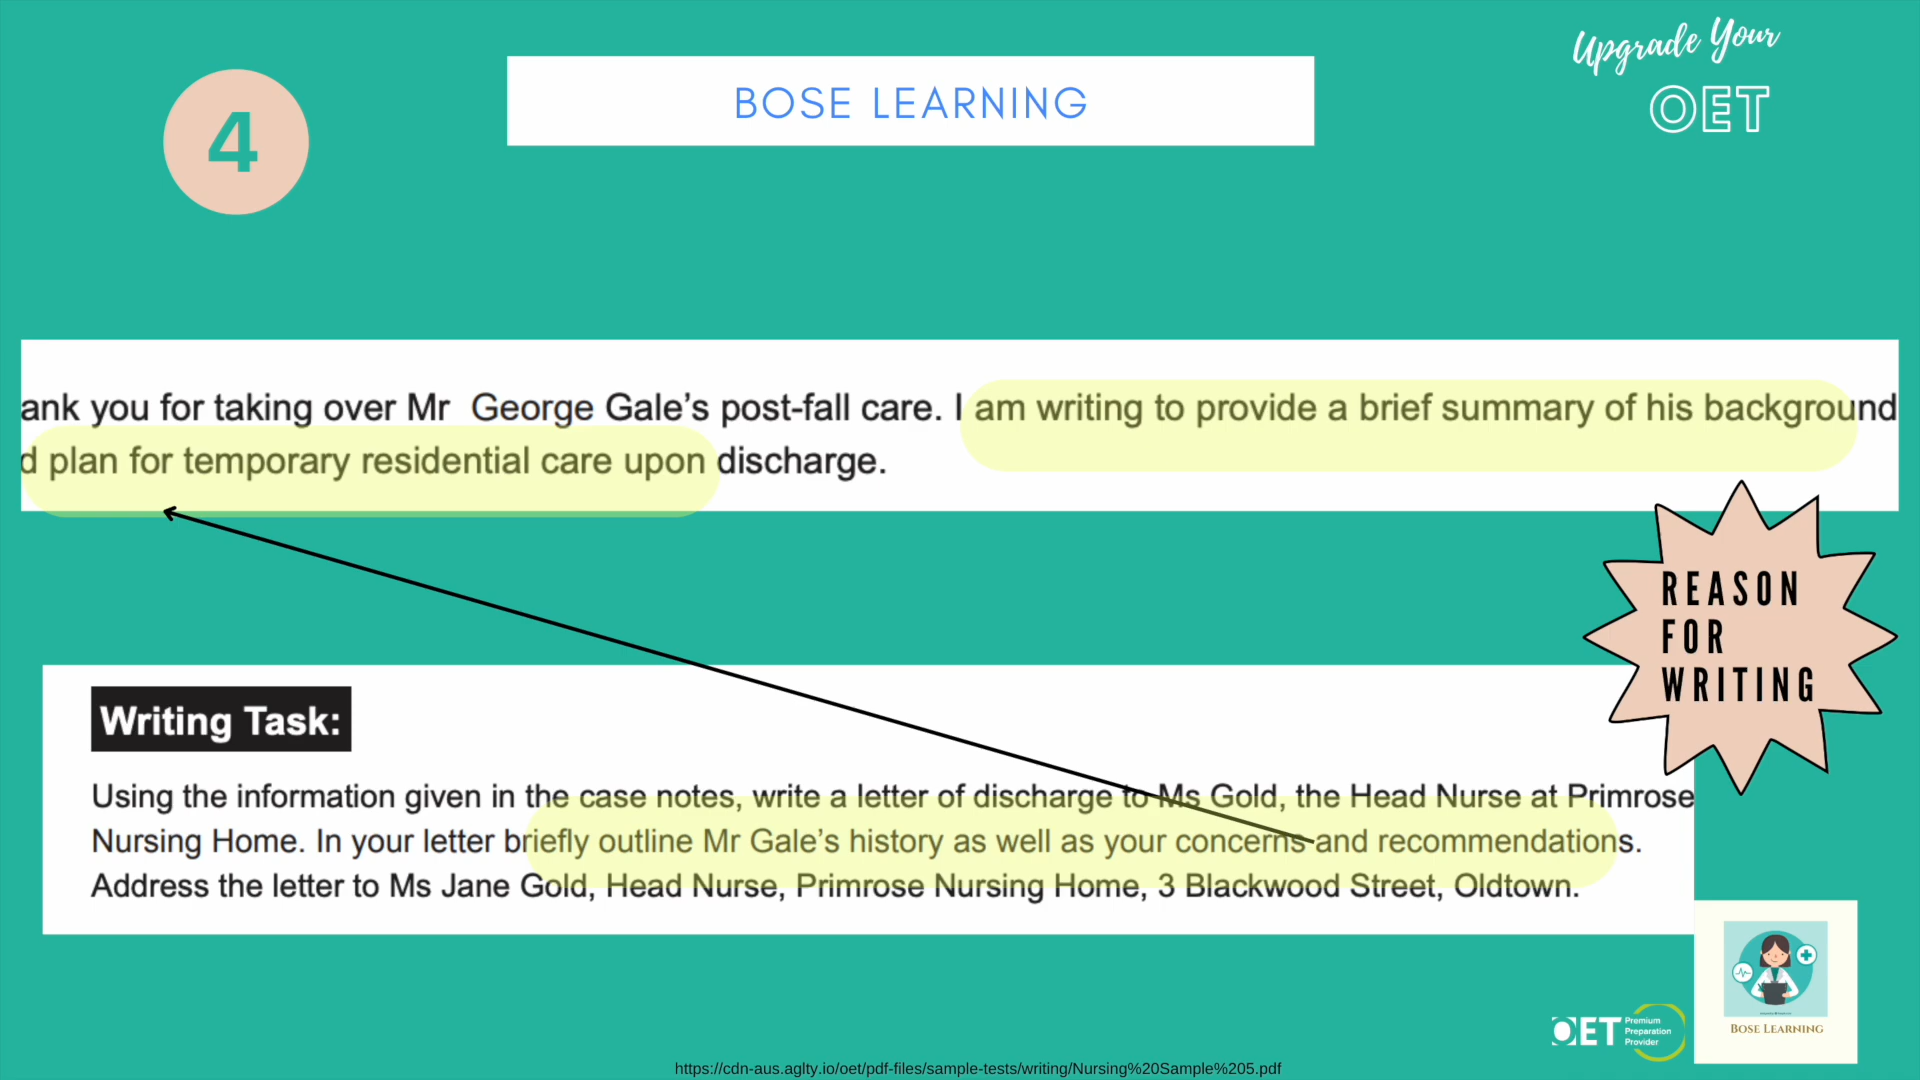 4
BOSE LEARNING
Upgrade Your
OET
ank you for taking over Mr George Gale’s post-fall care. I am writing to provide a brief summary of his background
d plan for temporary residential care upon discharge.
REASON
FOR
WRITING
Writing Task:
Using the information given in the case notes, write a letter of discharge to Ms Gold, the Head Nurse at Primrose
Nursing Home. In your letter briefly outline Mr Gale’s history as well as your concerns and recommendations.
Address the letter to Ms Jane Gold, Head Nurse, Primrose Nursing Home, 3 Blackwood Street, Oldtown.
OET
Premium
Preparation
Provider
BOSE LEARNING
https://cdn-aus.aglty.io/oet/pdf-files/sample-tests/writing/Nursing%20Sample%205.pdf